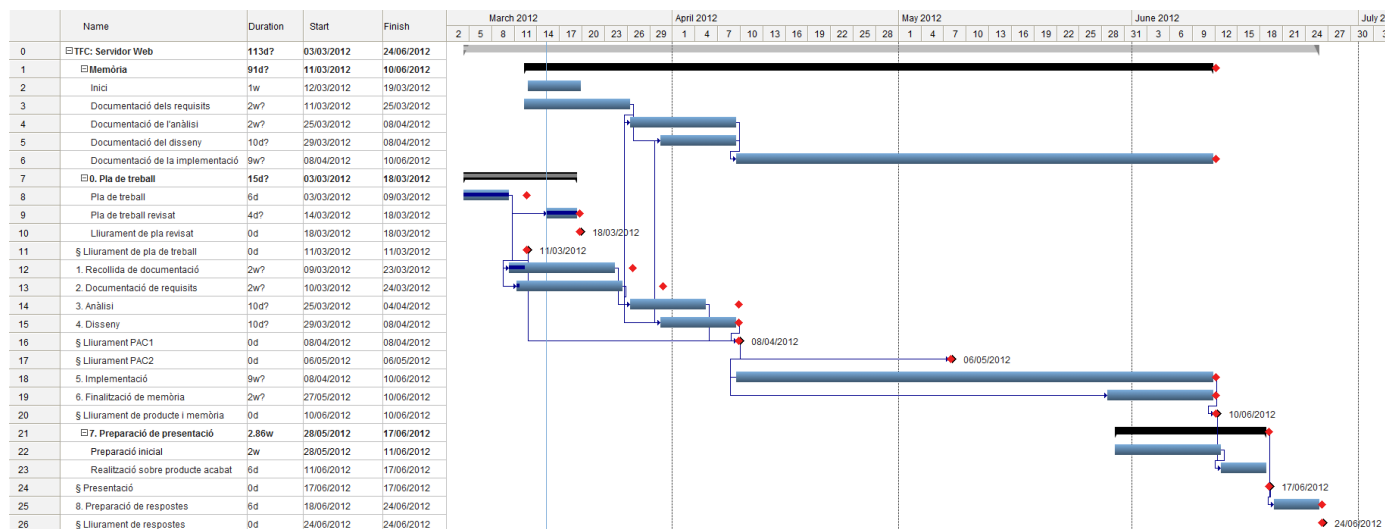 March 2012 April 2012 May 2012 June 2012 July 2
Name Duration Start Finish 2 5 8 11 14 17 20 23 26 29 1 4 7 10 13 16 19 22 25 28 1 4 7 10 13 16 19 22 25 28 31 3 6 9 12 15 18 21 24 27 30 3
0 TFC: Servidor Web 113d? 03/03/2012 24/06/2012
1 Memòria 91d? 11/03/2012 10/06/2012
2 Inici 1w 12/03/2012 19/03/2012
3 Documentació dels requisits 2w? 11/03/2012 25/03/2012
4 Documentació de l'anàlisi 2w? 25/03/2012 08/04/2012
5 Documentació del disseny 10d? 29/03/2012 08/04/2012
6 Documentació de la implementació 9w? 08/04/2012 10/06/2012
7 0. Pla de treball 15d? 03/03/2012 18/03/2012
8 Pla de treball 6d 03/03/2012 09/03/2012
9 Pla de treball revisat 4d? 14/03/2012 18/03/2012
10 Lliurament de pla revisat 0d 18/03/2012 18/03/2012 18/03/2012
11 § Lliurament de pla de treball 0d 11/03/2012 11/03/2012 11/03/2012
12 1. Recollida de documentació 2w? 09/03/2012 23/03/2012
13 2. Documentació de requisits 2w? 10/03/2012 24/03/2012
14 3. Anàlisi 10d? 25/03/2012 04/04/2012
15 4. Disseny 10d? 29/03/2012 08/04/2012
16 § Lliurament PAC1 0d 08/04/2012 08/04/2012 08/04/2012
17 § Lliurament PAC2 0d 06/05/2012 06/05/2012 06/05/2012
18 5. Implementació 9w? 08/04/2012 10/06/2012
19 6. Finalització de memòria 2w? 27/05/2012 10/06/2012
20 § Lliurament de producte i memòria 0d 10/06/2012 10/06/2012 10/06/2012
21 7. Preparació de presentació 2.86w 28/05/2012 17/06/2012
22 Preparació inicial 2w 28/05/2012 11/06/2012
23 Realització sobre producte acabat 6d 11/06/2012 17/06/2012
24 § Presentació 0d 17/06/2012 17/06/2012 17/06/2012
25 8. Preparació de respostes 6d 18/06/2012 24/06/2012
26 § Lliurament de respostes 0d 24/06/2012 24/06/2012 24/06/2012